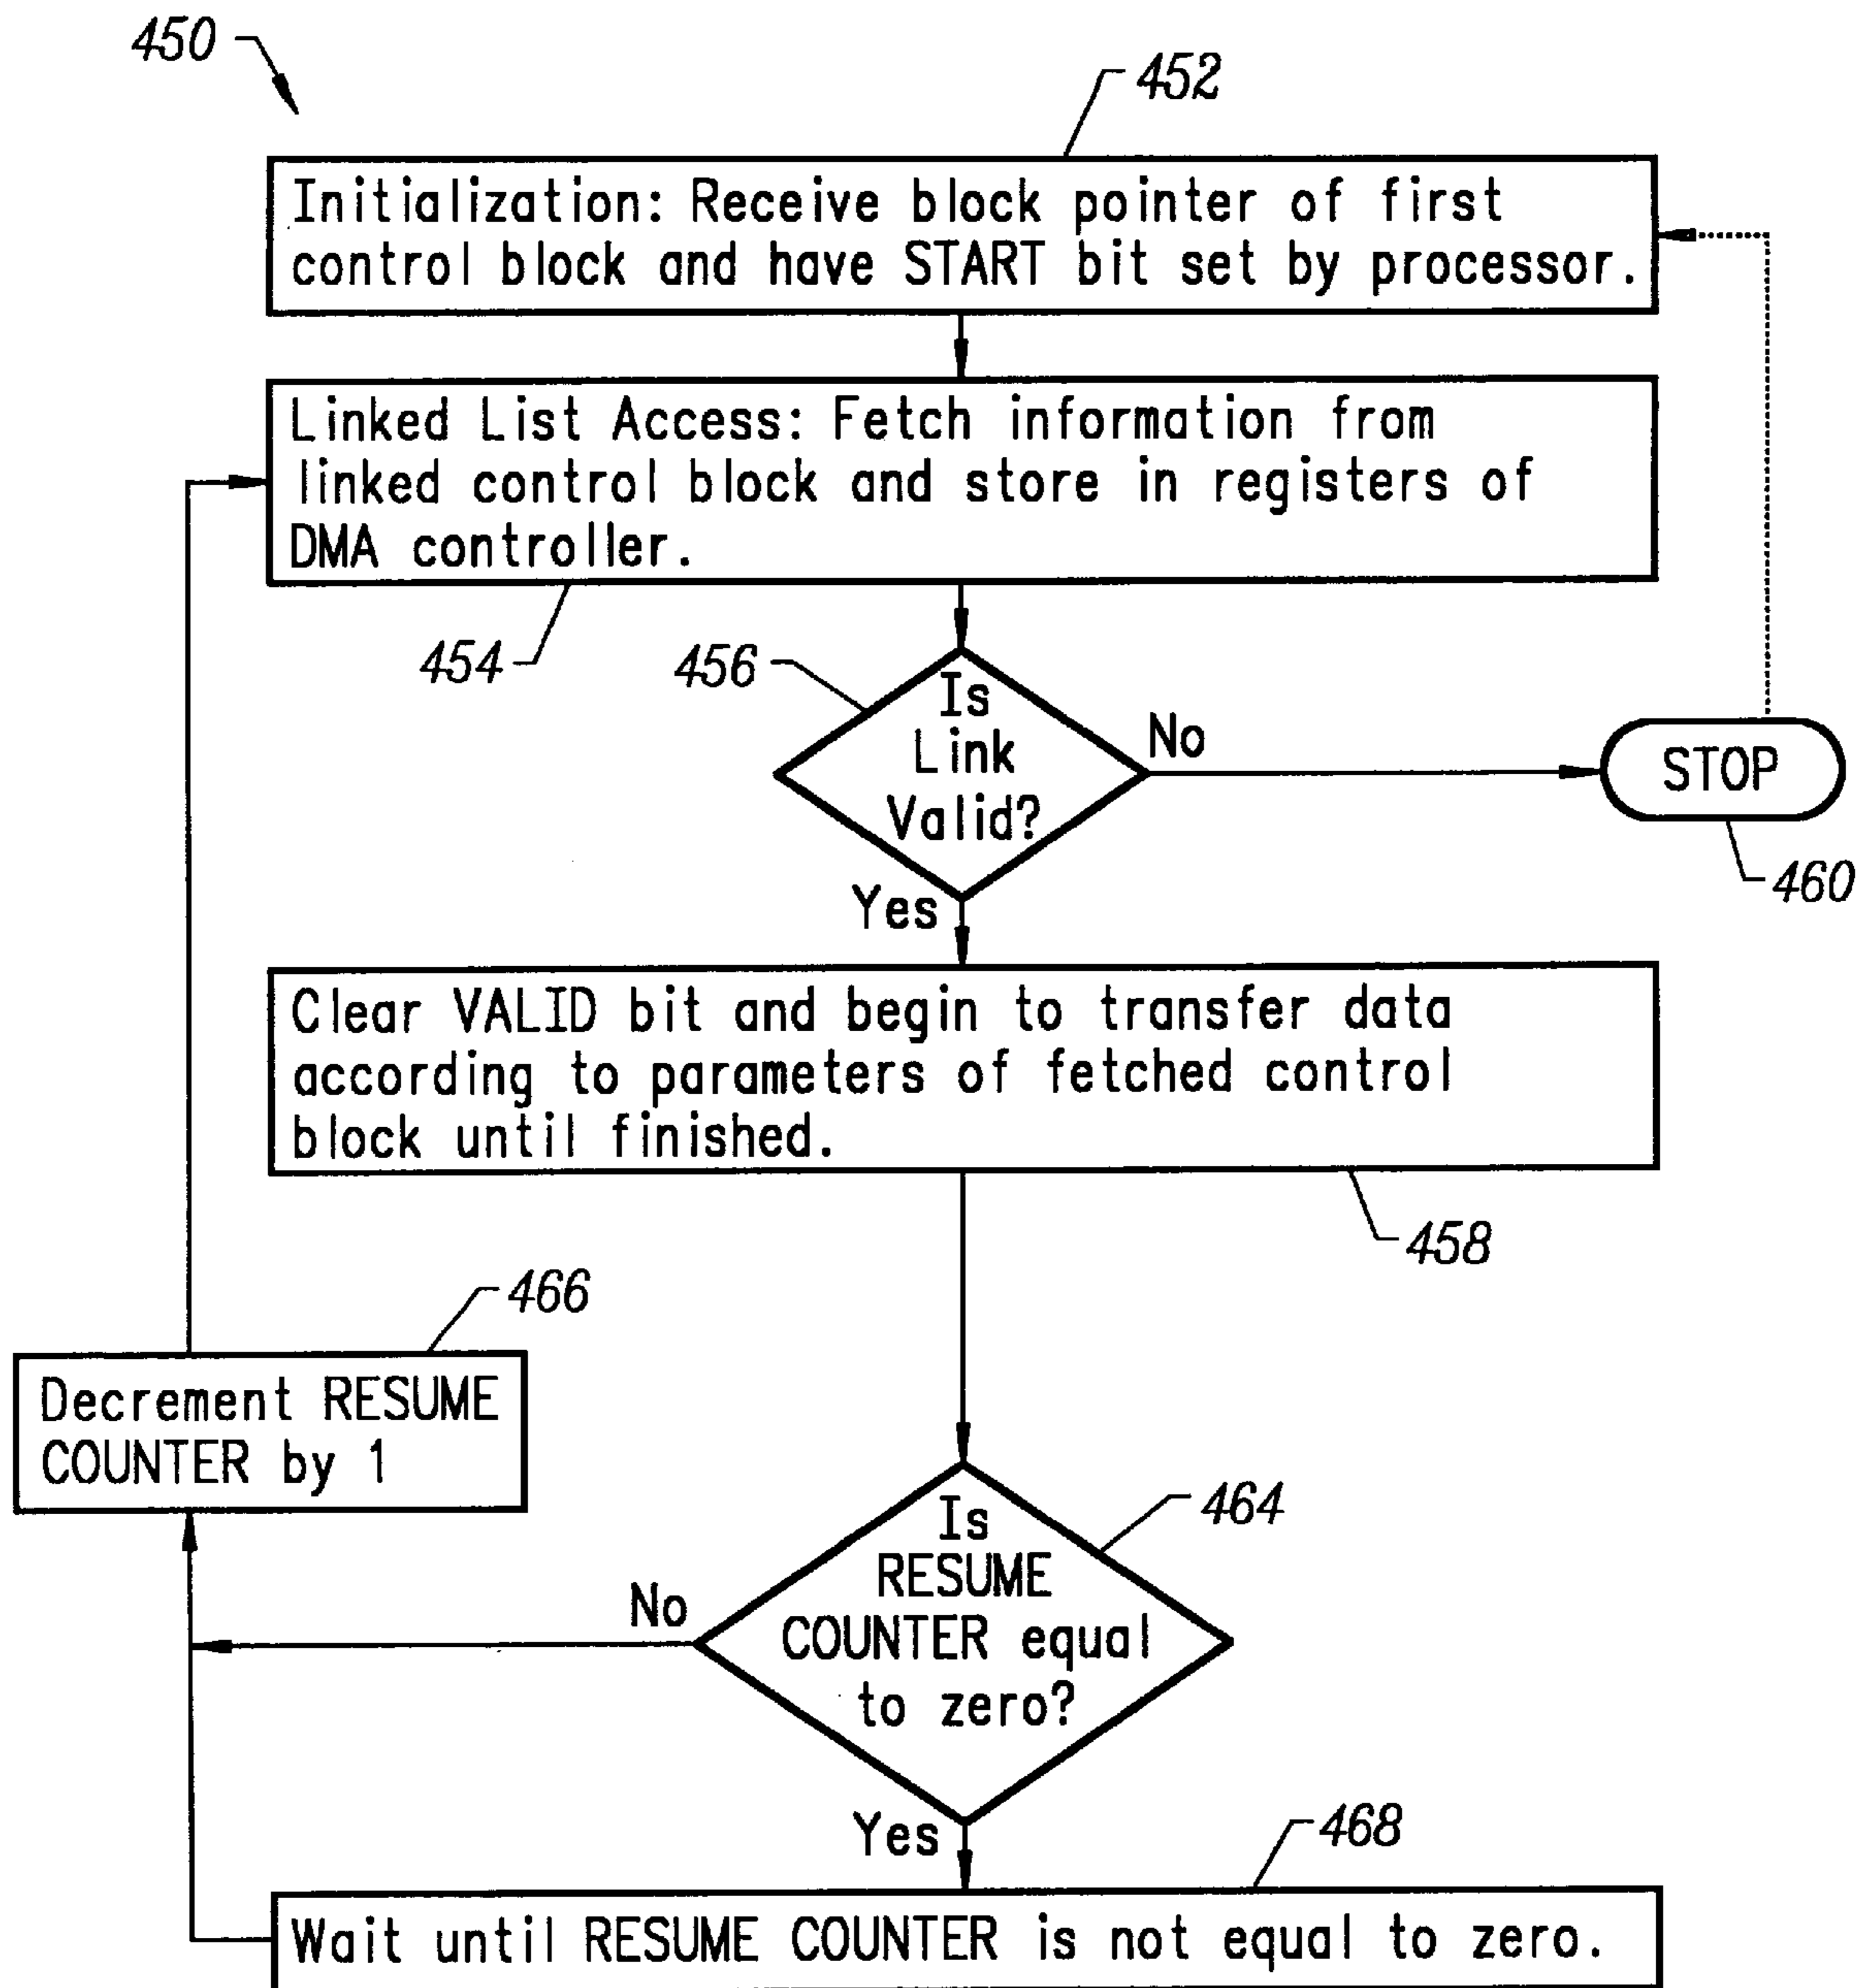 450
452
Initialization: Receive block pointer of first
control block and have START bit set by processor.
Linked List Access: Fetch information from
linked control block and store in registers of
DMA controller.
454
456
Is
Link
Valid?
No
STOP
460
Yes
Clear VALID bit and begin to transfer data
according to parameters of fetched control
block until finished.
458
466
Decrement RESUME
COUNTER by 1
464
Is
RESUME
COUNTER equal
to zero?
No
Yes
468
Wait until RESUME COUNTER is not equal to zero.